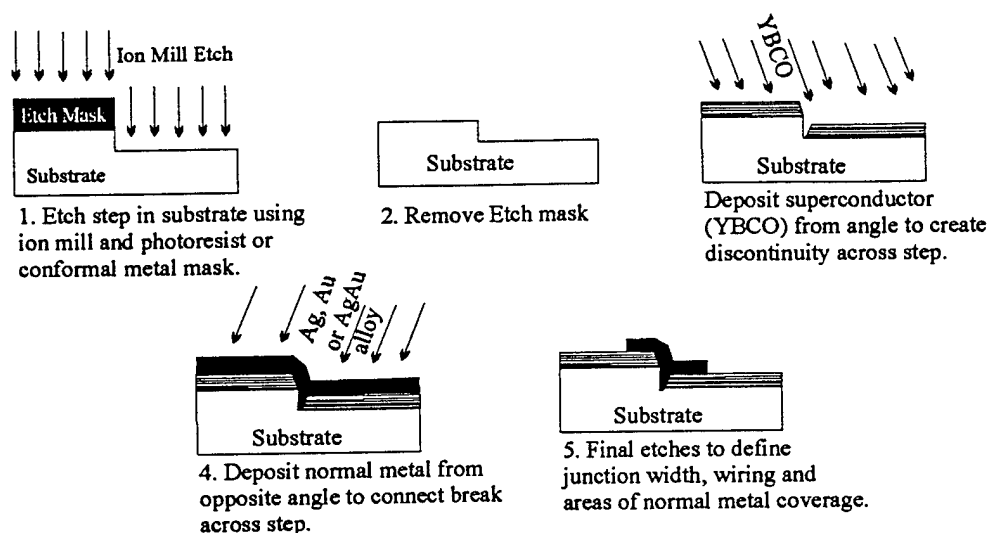 Ion Mill Etch
Etch Mask
Substrate
1. Etch step in substrate using
ion mill and photoresist or
conformal metal mask.
Substrate
2. Remove Etch mask
YBCO
Substrate
Deposit superconductor
(YBCO) from angle to create
discontinuity across step.
Ag, Au
or AgAu
alloy
Substrate
4. Deposit normal metal from
opposite angle to connect break
across step.
Substrate
5. Final etches to define
junction width, wiring and
areas of normal metal coverage.